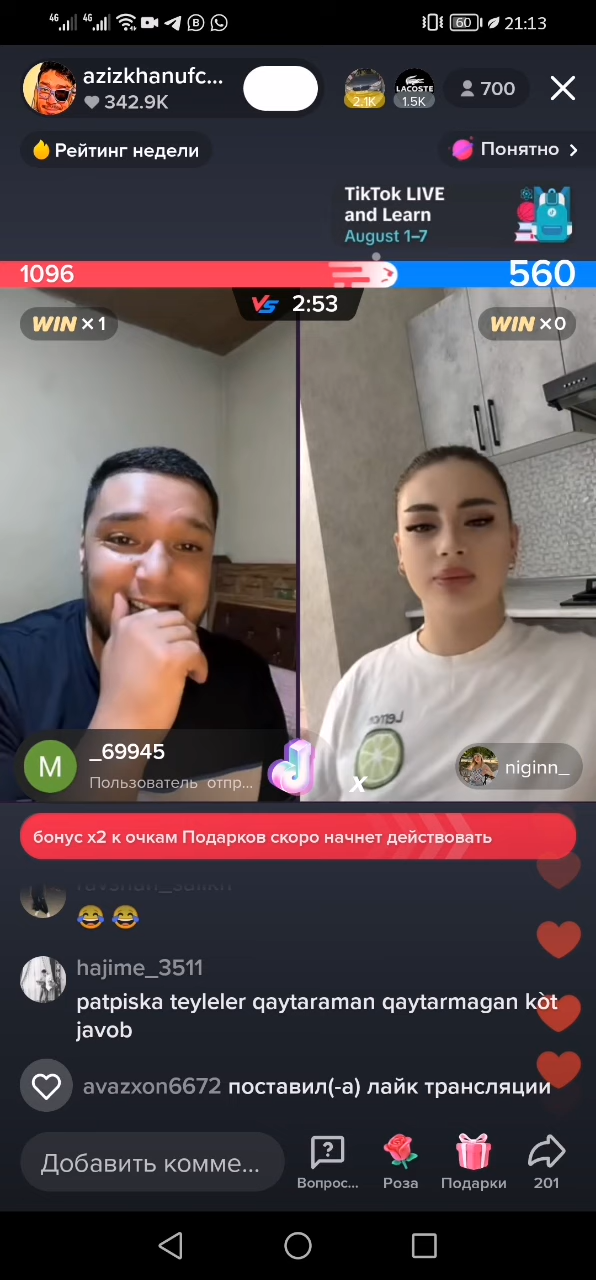 4G 4G 60 21:13
azizkhanufc...
342.9K
2.1K
LACOSTE
1.5K
700
Рейтинг недели
Понятно
TikTok LIVE
and Learn
August 1–7
1096
560
VS 2:53
WIN x 1
WIN x 0
Lemon
M
_69945
Пользователь отпр...
x
niginn_
бонус x2 к очкам Подарков скоро начнет действовать
ravshan_salikh
hajime_3511
patpiska teyleler qaytaraman qaytarmagan kòt
javob
avazxon6672 поставил(-а) лайк трансляции
Добавить комме...
Вопрос...
Роза
Подарки
201